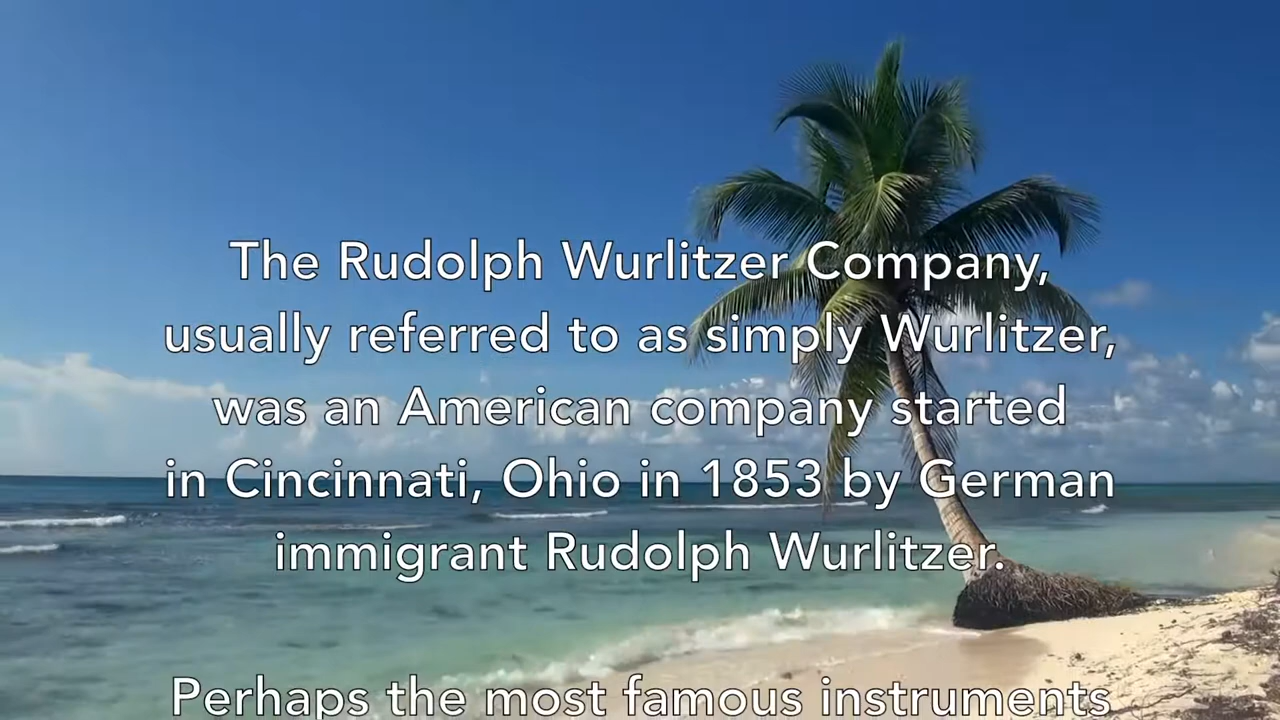 The Rudolph Wurlitzer Company,
usually referred to as simply Wurlitzer,
was an American company started
in Cincinnati, Ohio in 1853 by German
immigrant Rudolph Wurlitzer.
Perhaps the most famous instruments